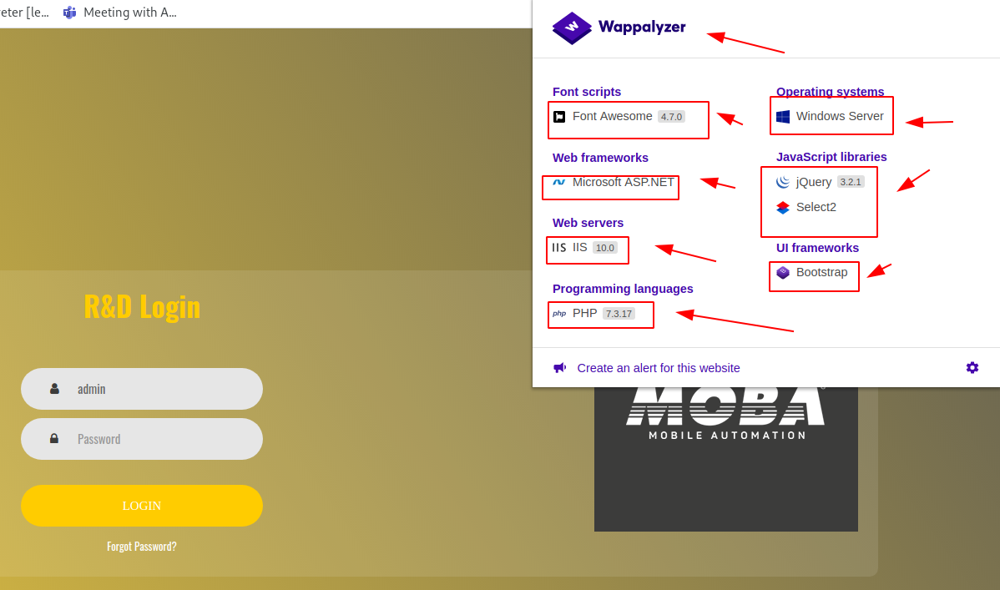 eter [le...
Meeting with A...
Wappalyzer
Font scripts
Font Awesome 4.7.0
Web frameworks
Microsoft ASP.NET
Web servers
IIS IIS 10.0
Programming languages
php PHP 7.3.17
Operating systems
Windows Server
JavaScript libraries
jQuery 3.2.1
Select2
UI frameworks
Bootstrap
Create an alert for this website
R&D Login
admin
Password
LOGIN
Forgot Password?
MOBA
MOBILE AUTOMATION